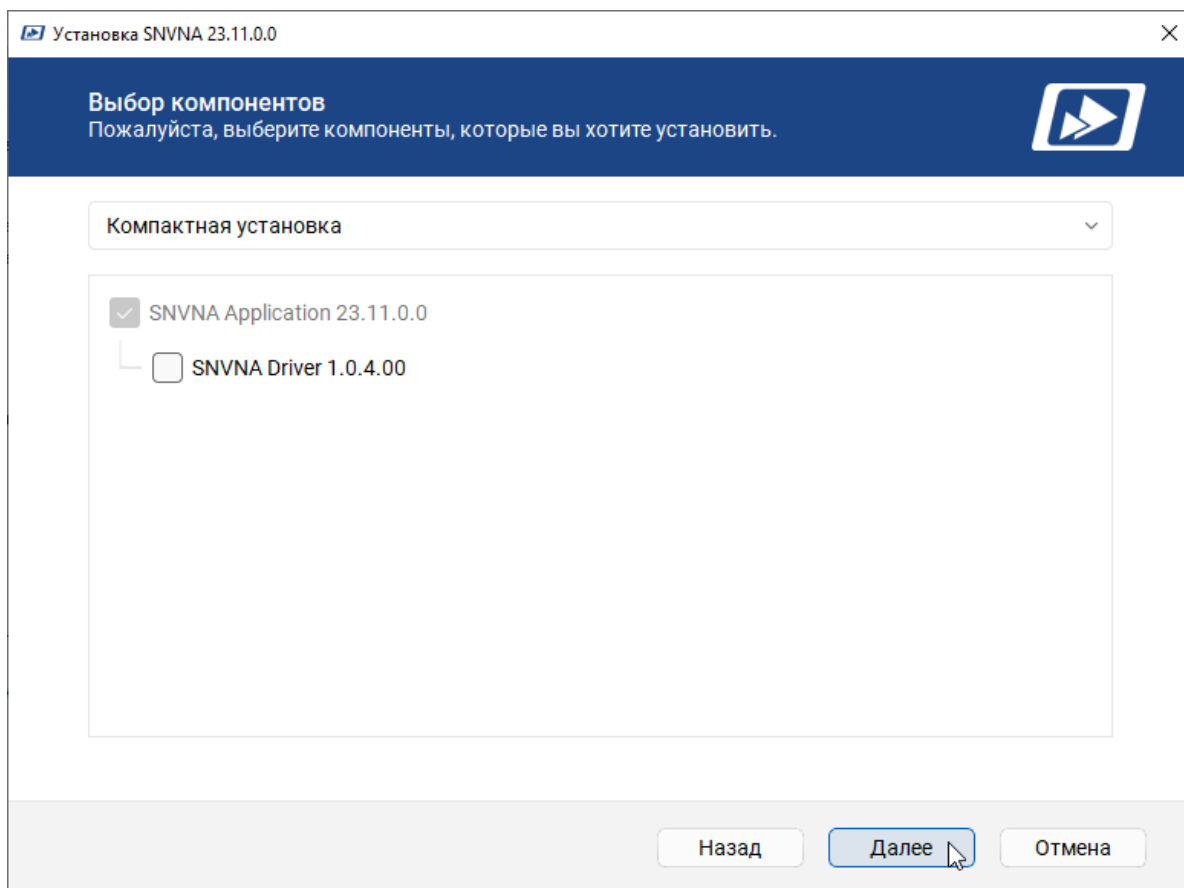 Установка SNVNA 23.11.0.0
Выбор компонентов
Пожалуйста, выберите компоненты, которые вы хотите установить.
Компактная установка
SNVNA Application 23.11.0.0
SNVNA Driver 1.0.4.00
Назад
Далее
Отмена